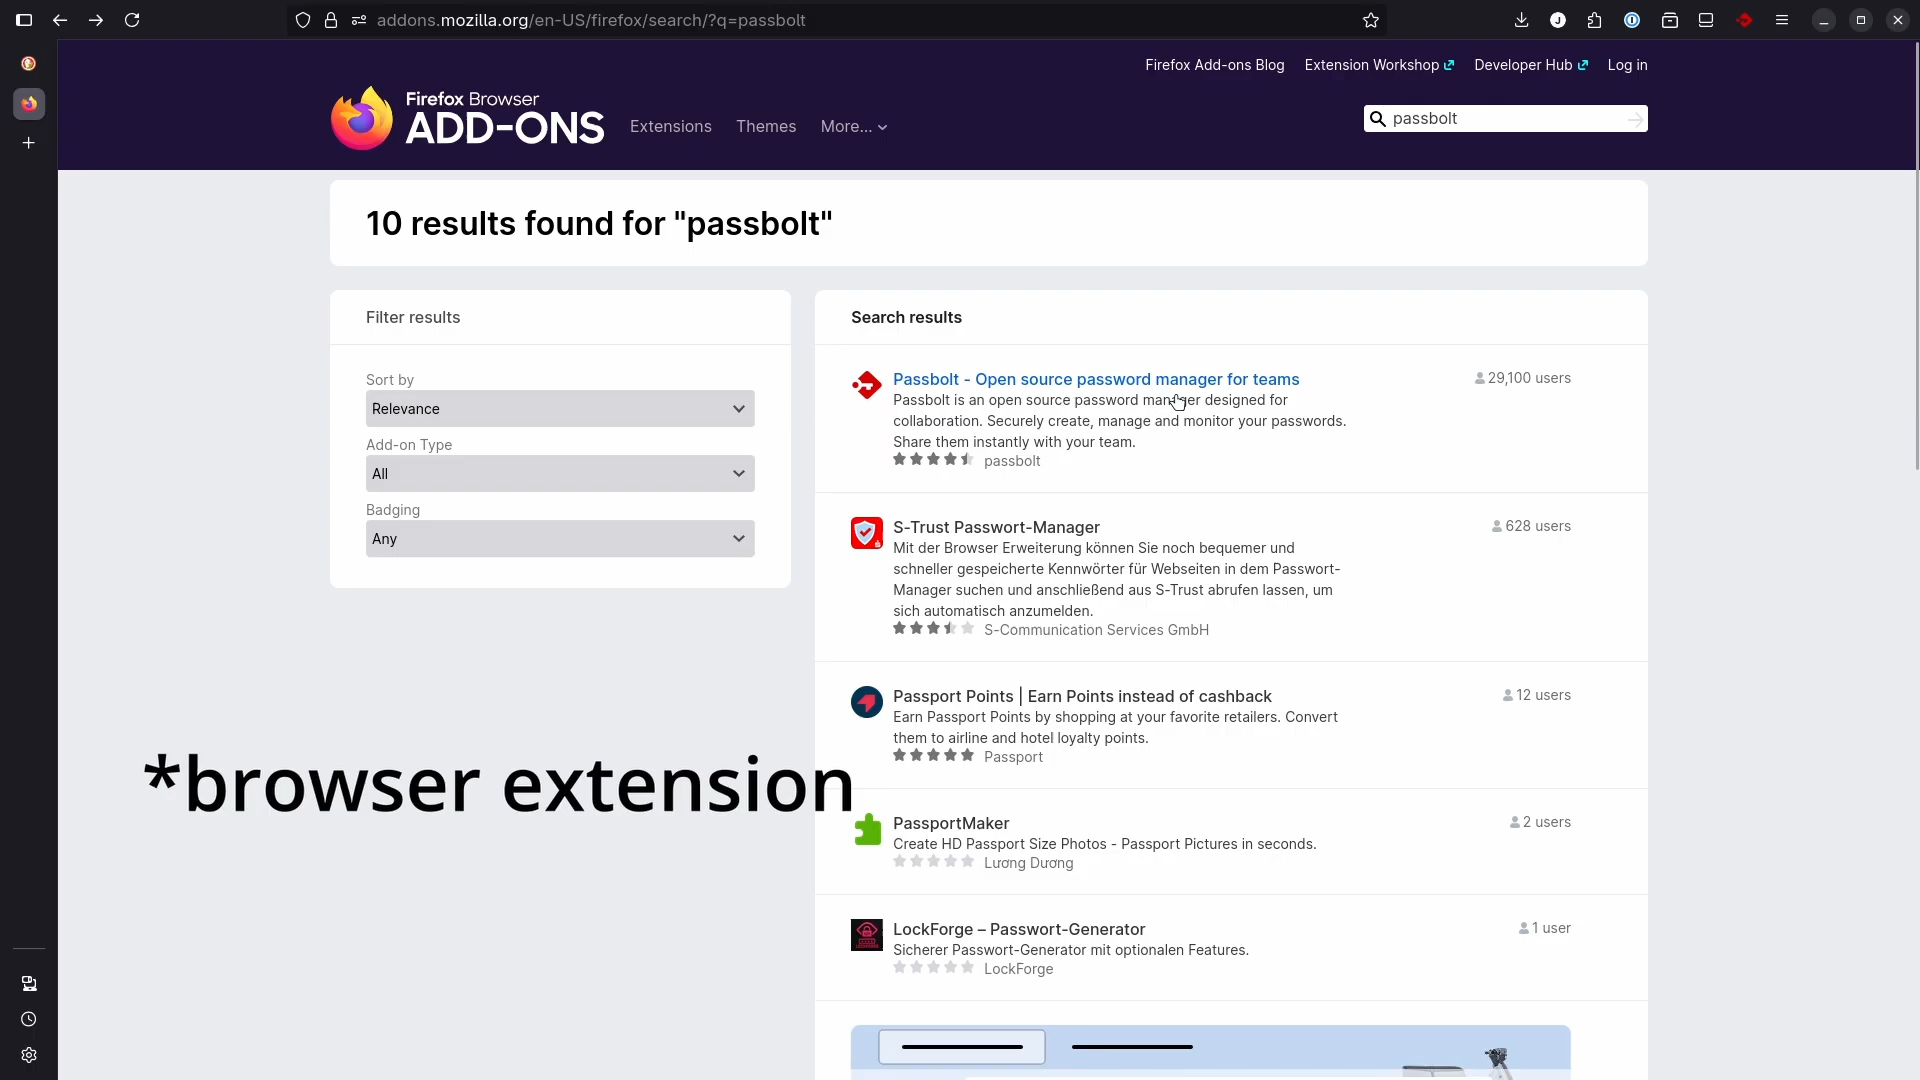 addons.mozilla.org/en-US/firefox/search/?q=passbolt
Firefox Add-ons Blog
Extension Workshop
Developer Hub
Log in
Firefox Browser
ADD-ONS
Extensions
Themes
More...
passbolt
10 results found for "passbolt"
Filter results
Sort by
Relevance
Add-on Type
All
Badging
Any
Search results
Passbolt - Open source password manager for teams
29,100 users
Passbolt is an open source password manager designed for
collaboration. Securely create, manage and monitor your passwords.
Share them instantly with your team.
passbolt
S-Trust Passwort-Manager
628 users
Mit der Browser Erweiterung können Sie noch bequemer und
schneller gespeicherte Kennwörter für Webseiten in dem Passwort-
Manager suchen und anschließend aus S-Trust abrufen lassen, um
sich automatisch anzumelden.
S-Communication Services GmbH
Passport Points | Earn Points instead of cashback
12 users
Earn Passport Points by shopping at your favorite retailers. Convert
them to airline and hotel loyalty points.
Passport
*browser extension
PassportMaker
2 users
Create HD Passport Size Photos - Passport Pictures in seconds.
Lương Dương
LockForge – Passwort-Generator
1 user
Sicherer Passwort-Generator mit optionalen Features.
LockForge